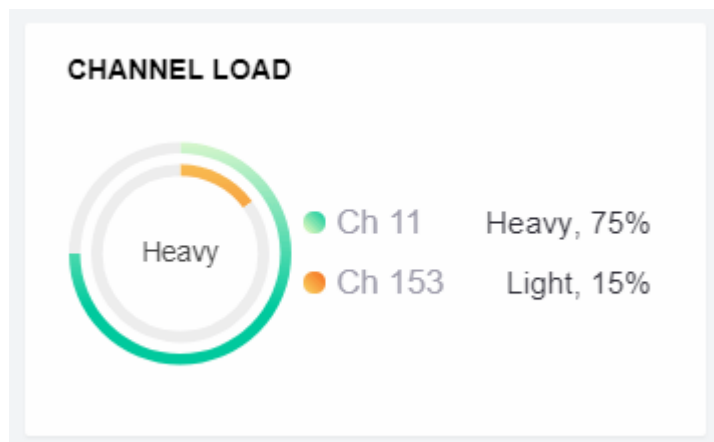 CHANNEL LOAD
Heavy
Ch 11 Heavy, 75%
Ch 153 Light, 15%